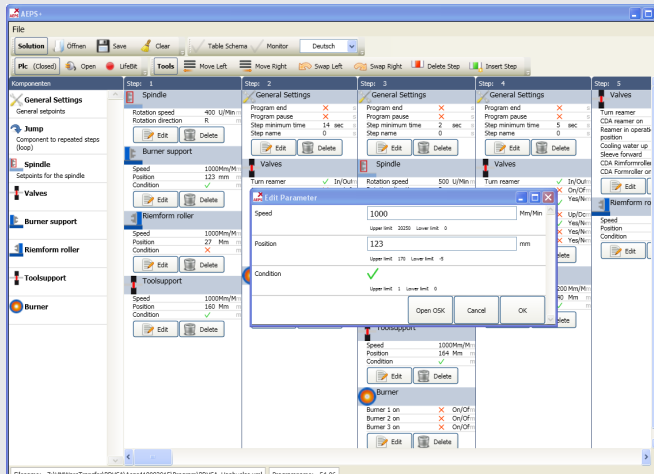 AEPS+
File
Solution Öffnen Save Clear Table Schema Monitor Deutsch
Plc (Closed) Open LifeBit Tools Move Left Move Right Swap Left Swap Right Delete Step Insert Step
Komponenten
General Settings
General setpoints
Jump
Component to repeated steps
(loop)
Spindle
Setpoints for the spindle
Valves
Burner support
Riemform roller
Toolsupport
Burner
Step: 1
Spindle
Rotation speed 400 U/Min
Rotation direction R
Edit Delete
Burner support
Speed 1000Mm/M
Position 123 mm
Condition
Edit Delete
Riemform roller
Speed 1000Mm/M
Position 27 Mm
Condition
Edit Delete
Toolsupport
Speed 1000Mm/M
Position 160 Mm
Condition
Edit Delete
Step: 2
General Settings
Program end
Program pause
Step minimum time 14 sec
Step name 0
Edit Delete
Valves
Turn reamer In/Out
Step: 3
General Settings
Program end
Program pause
Step minimum time 2 sec
Step name 0
Edit Delete
Spindle
Rotation speed 500 U/Min
Toolsupport
Speed 1000Mm/M
Position 164 Mm
Condition
Edit Delete
Burner
Burner 1 on On/Of
Burner 2 on On/Of
Burner 3 on On/Of
Edit Delete
Step: 4
General Settings
Program end
Program pause
Step minimum time 5 sec
Step name 0
Edit Delete
Valves
Turn reamer In/Out
On/Of
Yes/N
Up/Do
Yes/N
Yes/N
200 Mm/M
40 Mm
elete
Step: 5
Valves
Turn reamer
CDA reamer on
Reamer in operati
position
Cooling water up
Sleeve forward
CDA Rimformrolle
CDA Formroller or
Edit
Riemform ro
Speed
Position
Condition
Edit
Edit Parameter
Speed 1000 Mm/Min
Upper limit 20250 Lower limit 0
Position 123 mm
Upper limit 170 Lower limit -5
Condition
Upper limit 1 Lower limit 0
Open OSK Cancel OK